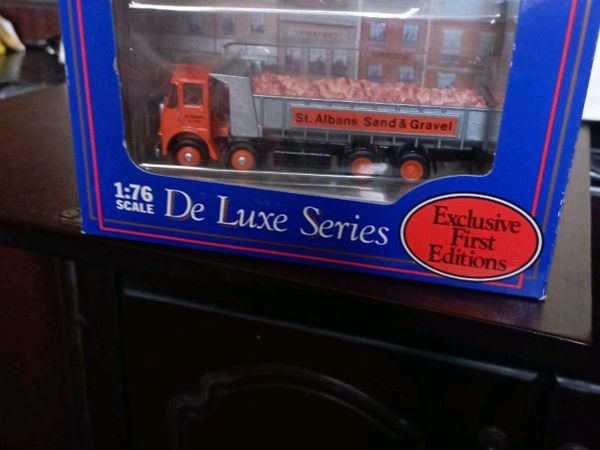 St. Albans Sand & Gravel
1:76
SCALE
De Luxe Series
Exclusive
First
Editions